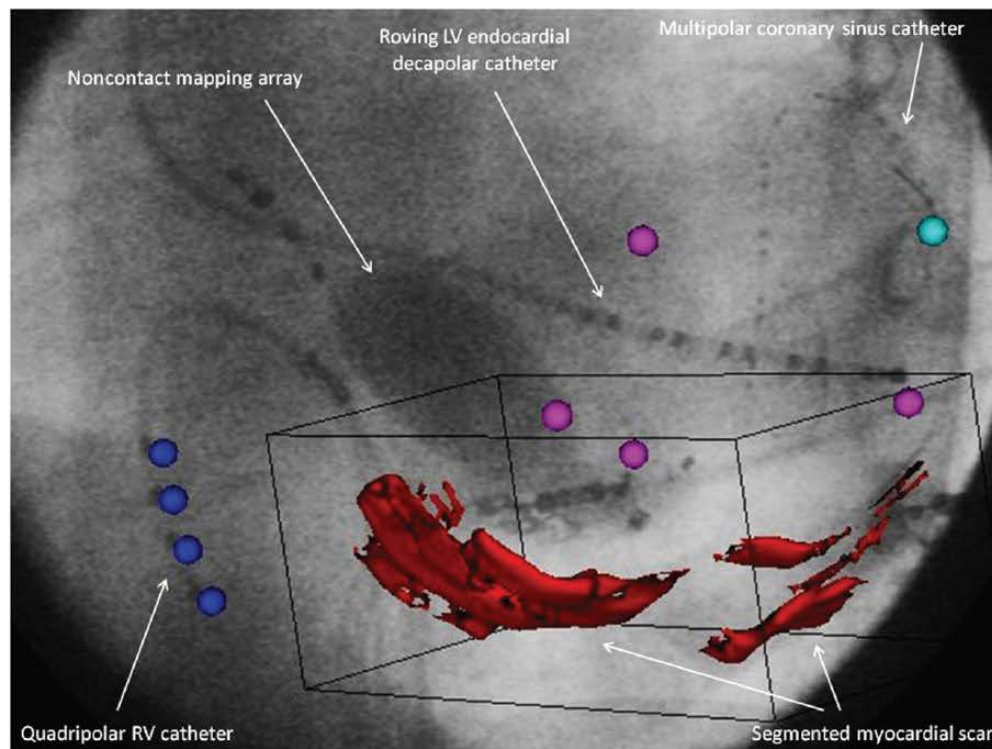 Multipolar coronary sinus catheter
Roving LV endocardial
decapolar catheter
Noncontact mapping array
Quadripolar RV catheter
Segmented myocardial scar